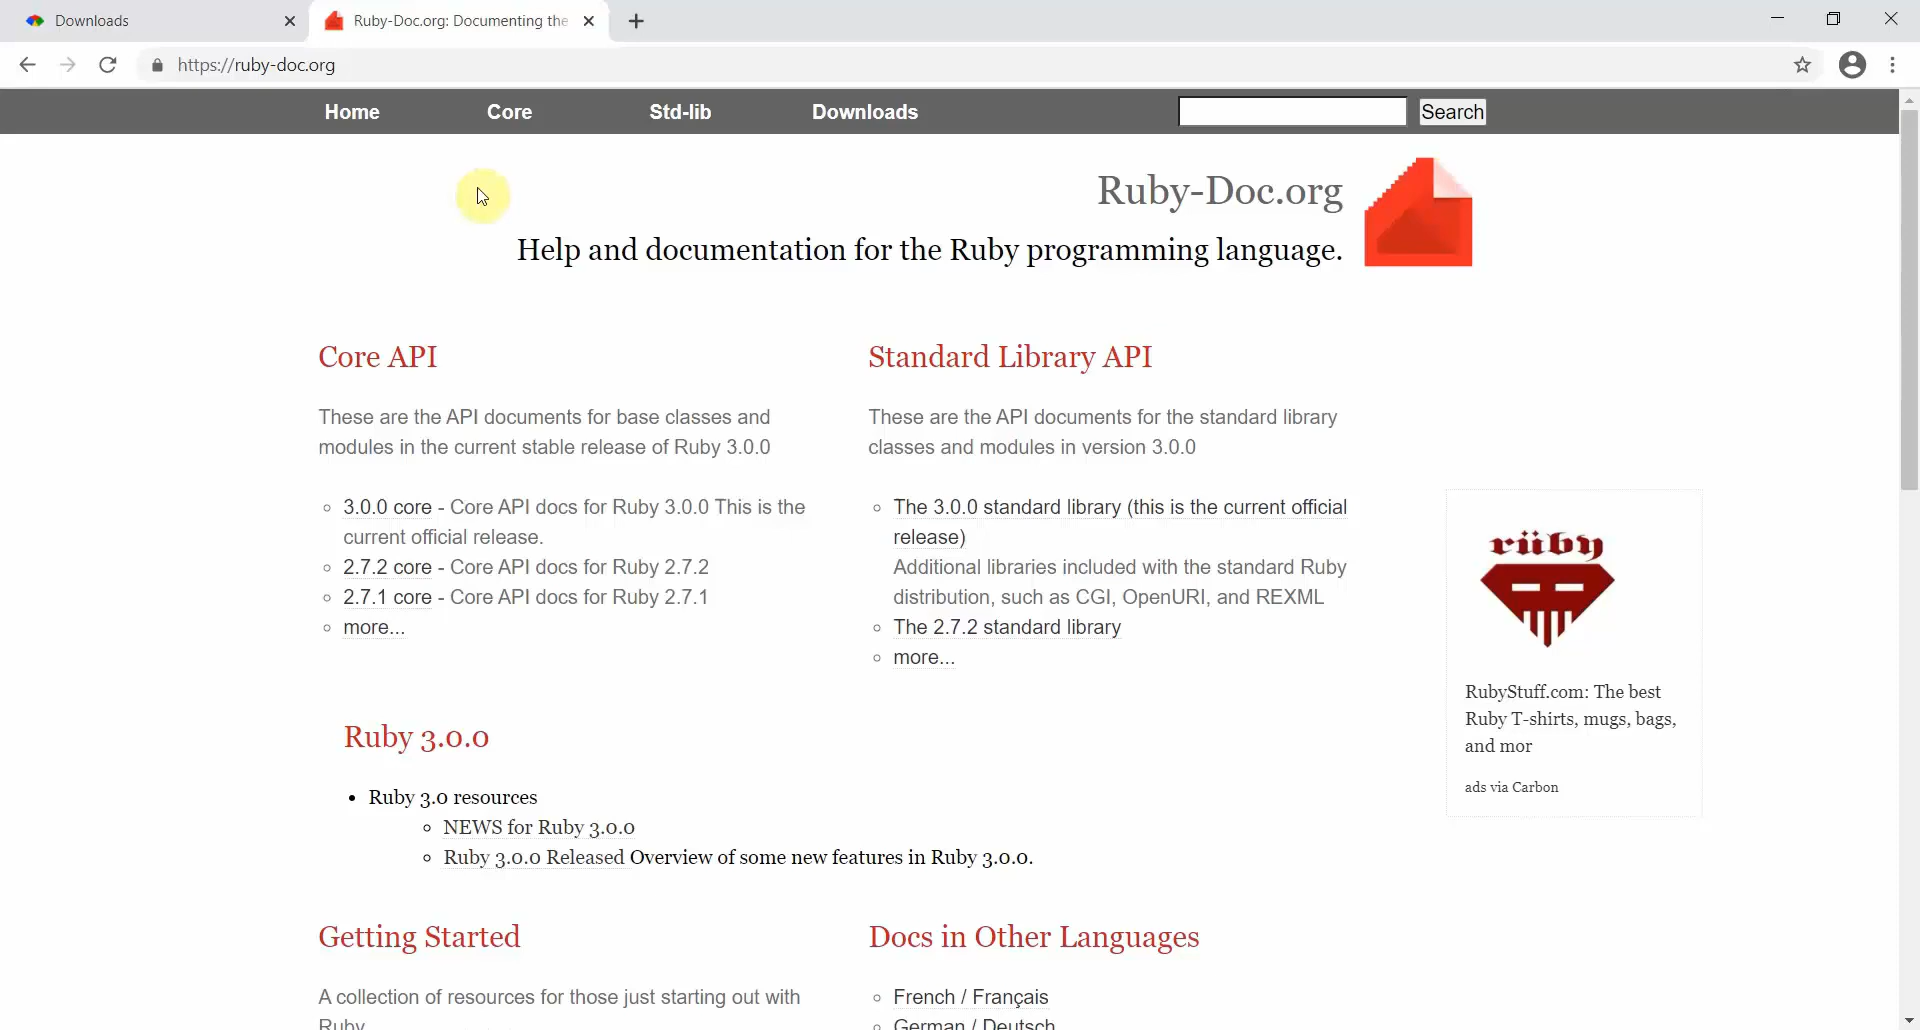 Downloads
Ruby-Doc.org: Documenting the
https://ruby-doc.org
Home Core Std-lib Downloads Search
Ruby-Doc.org
Help and documentation for the Ruby programming language.
Core API
These are the API documents for base classes and
modules in the current stable release of Ruby 3.0.0
3.0.0 core - Core API docs for Ruby 3.0.0 This is the
current official release.
2.7.2 core - Core API docs for Ruby 2.7.2
2.7.1 core - Core API docs for Ruby 2.7.1
more...
Standard Library API
These are the API documents for the standard library
classes and modules in version 3.0.0
The 3.0.0 standard library (this is the current official
release)
Additional libraries included with the standard Ruby
distribution, such as CGI, OpenURI, and REXML
The 2.7.2 standard library
more...
rüby
RubyStuff.com: The best
Ruby T-shirts, mugs, bags,
and mor
ads via Carbon
Ruby 3.0.0
Ruby 3.0 resources
NEWS for Ruby 3.0.0
Ruby 3.0.0 Released Overview of some new features in Ruby 3.0.0.
Getting Started
A collection of resources for those just starting out with
Ruby
Docs in Other Languages
French / Français
German / Deutsch